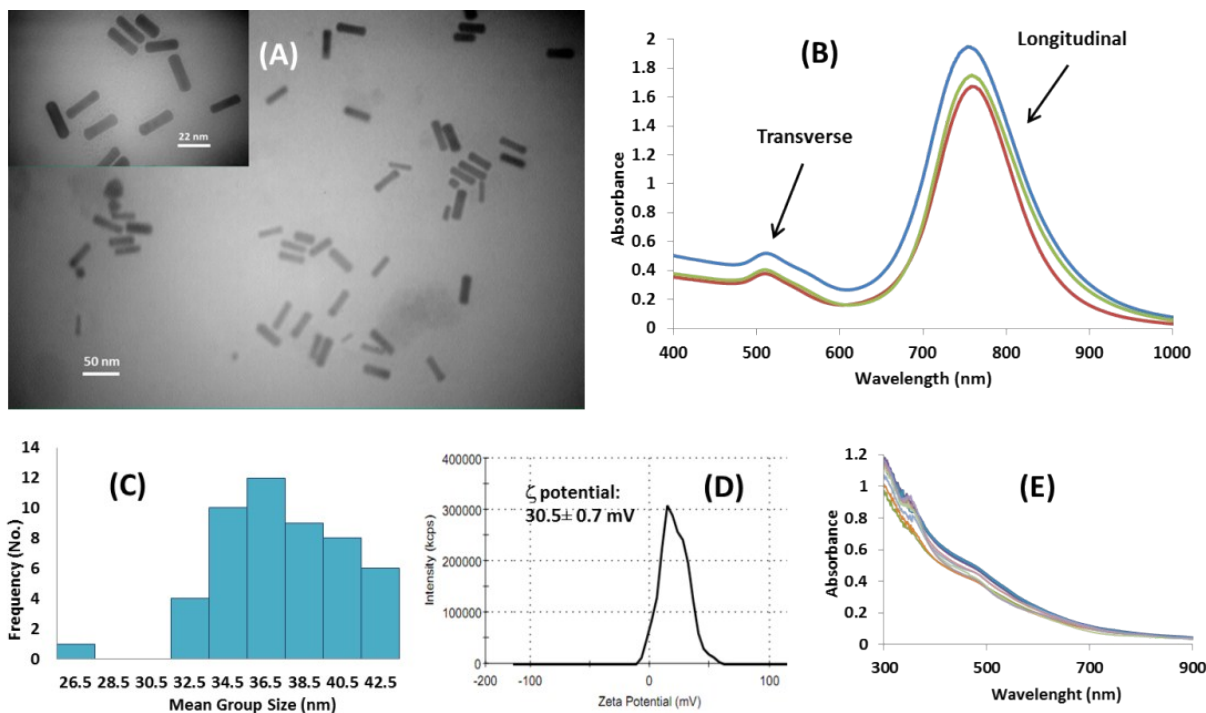 (A)
22 nm
50 nm
(B)
Longitudinal
Transverse
Absorbance
2
1.8
1.6
1.4
1.2
1
0.8
0.6
0.4
0.2
0
400 500 600 700 800 900 1000
Wavelength (nm)
(C)
Frequency (No.)
14
12
10
8
6
4
2
0
26.5 28.5 30.5 32.5 34.5 36.5 38.5 40.5 42.5
Mean Group Size (nm)
(D)
ζ potential:
30.5± 0.7 mV
Intensity (kcps)
400000
300000
200000
100000
0
-200 -100 0 100
Zeta Potential (mV)
(E)
Absorbance
1.2
1
0.8
0.6
0.4
0.2
0
300 500 700 900
Wavelenght (nm)